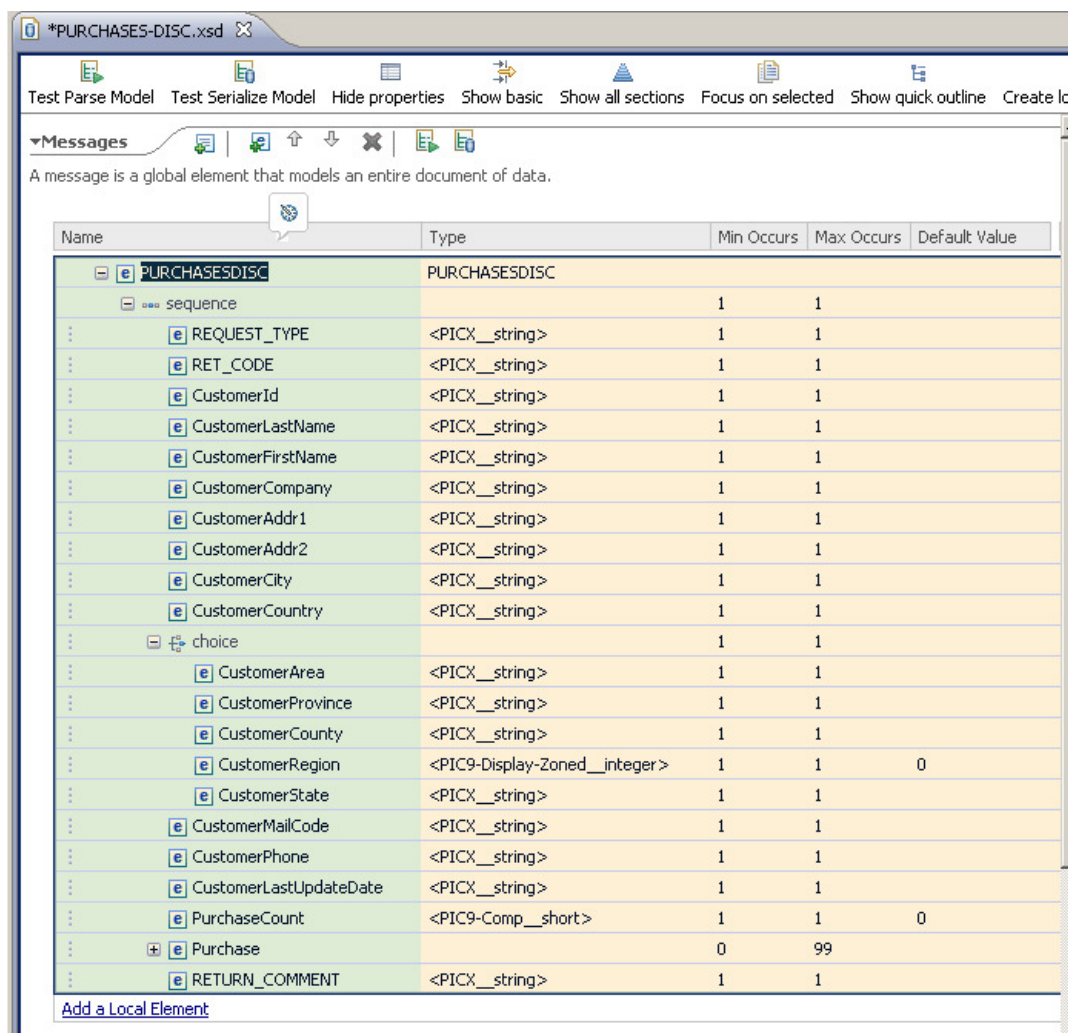 *PURCHASES-DISC.xsd
Test Parse Model Test Serialize Model Hide properties Show basic Show all sections Focus on selected Show quick outline Create lo
Messages
A message is a global element that models an entire document of data.
Name Type Min Occurs Max Occurs Default Value
e PURCHASESDISC PURCHASESDISC
sequence 1 1
e REQUEST_TYPE <PICX__string> 1 1
e RET_CODE <PICX__string> 1 1
e CustomerId <PICX__string> 1 1
e CustomerLastName <PICX__string> 1 1
e CustomerFirstName <PICX__string> 1 1
e CustomerCompany <PICX__string> 1 1
e CustomerAddr1 <PICX__string> 1 1
e CustomerAddr2 <PICX__string> 1 1
e CustomerCity <PICX__string> 1 1
e CustomerCountry <PICX__string> 1 1
choice 1 1
e CustomerArea <PICX__string> 1 1
e CustomerProvince <PICX__string> 1 1
e CustomerCounty <PICX__string> 1 1
e CustomerRegion <PIC9-Display-Zoned__integer> 1 1 0
e CustomerState <PICX__string> 1 1
e CustomerMailCode <PICX__string> 1 1
e CustomerPhone <PICX__string> 1 1
e CustomerLastUpdateDate <PICX__string> 1 1
e PurchaseCount <PIC9-Comp__short> 1 1 0
e Purchase 0 99
e RETURN_COMMENT <PICX__string> 1 1
Add a Local Element